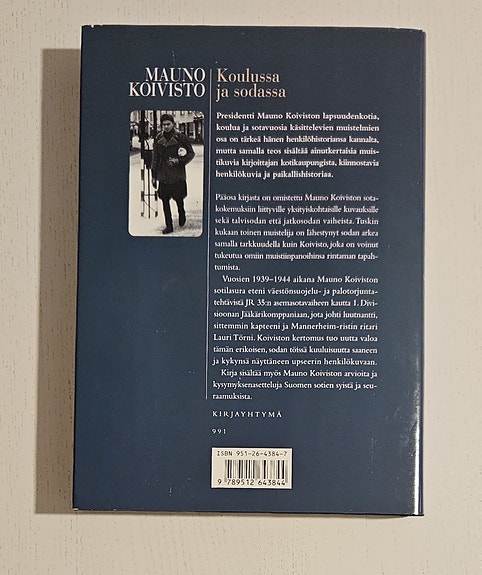 MAUNO
KOIVISTO
Koulussa
ja sodassa
Presidentti Mauno Koiviston lapsuudenkotia,
koulua ja sotavuosia käsittelevien muistelmien
osa on tärkeä hänen henkilöhistoriansa kannalta,
mutta samalla teos sisältää ainutkertaisia muis-
tikuvia kirjoittajan kotikaupungista, kiinnostavia
henkilökuvia ja paikallishistoriaa.
Pääosa kirjasta on omistettu Mauno Koiviston sota-
kokemuksiin liittyville yksityiskohtaisille kuvauksille
sekä talvisodan että jatkosodan vaiheista. Tuskin
kukaan toinen muistelija on lähestynyt sodan arkea
samalla tarkkuudella kuin Koivisto, joka on voinut
tukeutua omiin muistiinpanoihinsa rintaman tapah-
tumista.
Vuosien 1939–1944 aikana Mauno Koiviston
sotilasura eteni väestönsuojelu- ja palotorjunta-
tehtävistä JR 35:n asemasotavaiheen kautta 1. Divi-
sioonan Jääkärikomppaniaan, jota johti luutnantti,
sittemmin kapteeni ja Mannerheim-ristin ritari
Lauri Törni. Koiviston kertomus tuo uutta valoa
tämän erikoisen, sodan töissä kuuluisuutta saaneen
ja kykynsä näyttäneen upseerin henkilökuvaan.
Kirja sisältää myös Mauno Koiviston arvioita ja
kysymyksenasetteluja Suomen sotien syistä ja seu-
raamuksista.
KIRJAYHTYMÄ
991
ISBN 951-26-4384-7
9 789512 643844